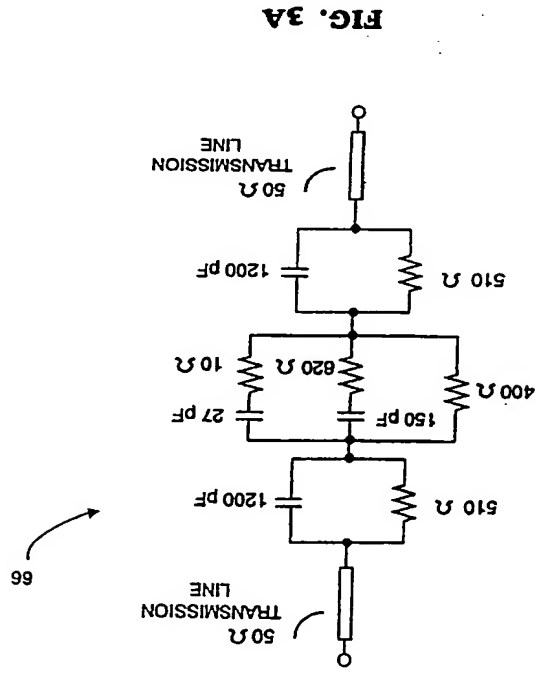 50 Ω
TRANSMISSION
LINE
66
510 Ω
1200 pF
150 pF
27 pF
400 Ω
820 Ω
10 Ω
510 Ω
1200 pF
50 Ω
TRANSMISSION
LINE
FIG. 3A